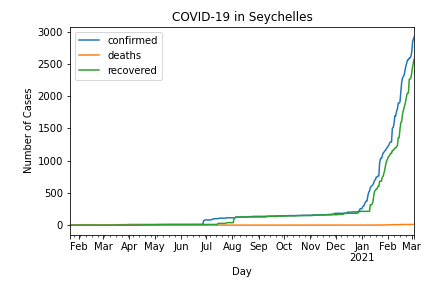 COVID-19 in Seychelles
confirmed
deaths
recovered
Number of Cases
3000
2500
2000
1500
1000
500
0
Feb Mar Apr May Jun Jul Aug Sep Oct Nov Dec Jan Feb Mar
2021
Day